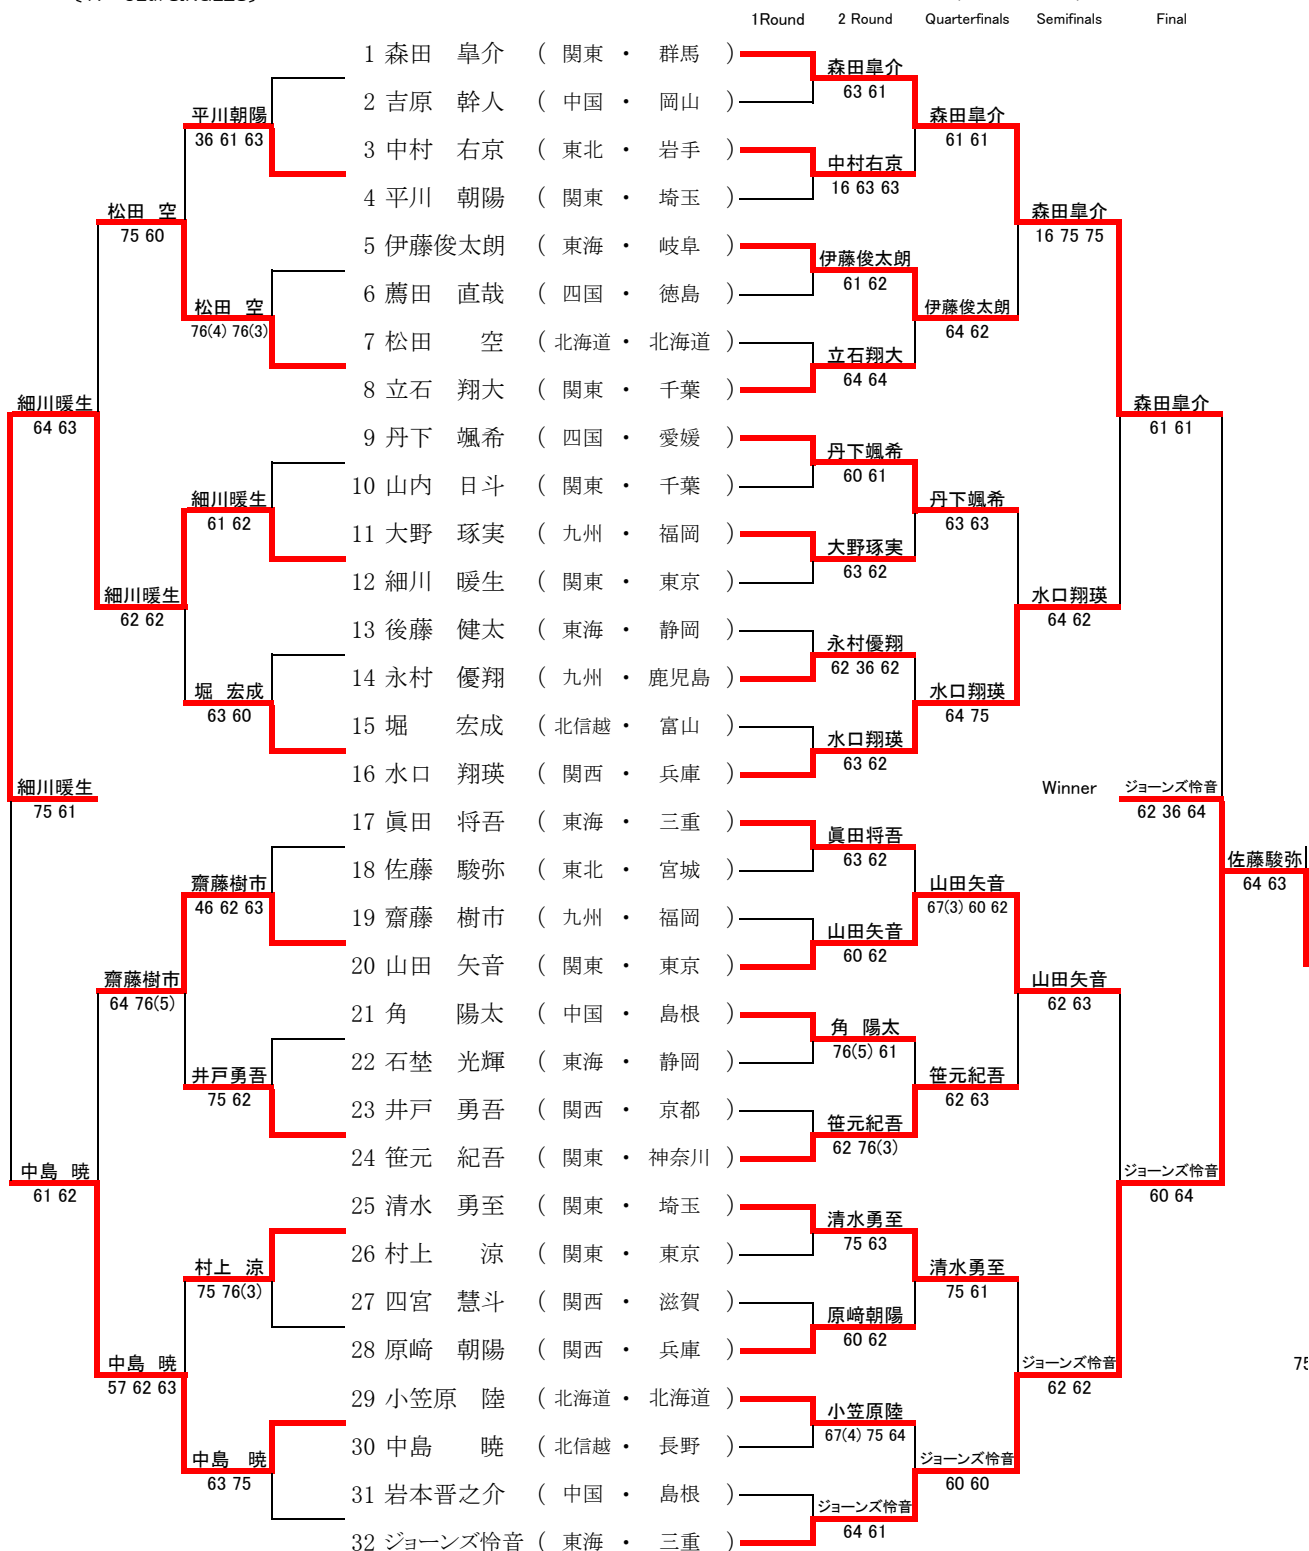 1Round 2 Round Quarterfinals Semifinals Final
1 森田 皐介 ( 関東 ・ 群馬 )
森田皐介
63 61
2 吉原 幹人 ( 中国 ・ 岡山 )
平川朝陽
36 61 63
森田皐介
61 61
3 中村 右京 ( 東北 ・ 岩手 )
中村右京
16 63 63
4 平川 朝陽 ( 関東 ・ 埼玉 )
松田 空
75 60
森田皐介
16 75 75
5 伊藤俊太朗 ( 東海 ・ 岐阜 )
伊藤俊太朗
61 62
6 薦田 直哉 ( 四国 ・ 徳島 )
松田 空
76(4) 76(3)
伊藤俊太朗
64 62
7 松田 空 ( 北海道 ・ 北海道 )
立石翔大
64 64
8 立石 翔大 ( 関東 ・ 千葉 )
細川暖生
64 63
森田皐介
61 61
9 丹下 颯希 ( 四国 ・ 愛媛 )
丹下颯希
60 61
10 山内 日斗 ( 関東 ・ 千葉 )
細川暖生
61 62
丹下颯希
63 63
11 大野 琢実 ( 九州 ・ 福岡 )
大野琢実
63 62
12 細川 暖生 ( 関東 ・ 東京 )
細川暖生
62 62
水口翔瑛
64 62
13 後藤 健太 ( 東海 ・ 静岡 )
永村優翔
62 36 62
14 永村 優翔 ( 九州 ・ 鹿児島 )
堀 宏成
63 60
水口翔瑛
64 75
15 堀 宏成 ( 北信越 ・ 富山 )
水口翔瑛
63 62
16 水口 翔瑛 ( 関西 ・ 兵庫 )
細川暖生
75 61
Winner
ジョーンズ怜音
62 36 64
17 眞田 将吾 ( 東海 ・ 三重 )
眞田将吾
63 62
18 佐藤 駿弥 ( 東北 ・ 宮城 )
佐藤駿弥
64 63
齋藤樹市
46 62 63
山田矢音
67(3) 60 62
19 齋藤 樹市 ( 九州 ・ 福岡 )
山田矢音
60 62
20 山田 矢音 ( 関東 ・ 東京 )
齋藤樹市
64 76(5)
山田矢音
62 63
21 角 陽太 ( 中国 ・ 島根 )
角 陽太
76(5) 61
22 石埜 光輝 ( 東海 ・ 静岡 )
井戸勇吾
75 62
笹元紀吾
62 63
23 井戸 勇吾 ( 関西 ・ 京都 )
笹元紀吾
62 76(3)
24 笹元 紀吾 ( 関東 ・ 神奈川 )
中島 暁
61 62
ジョーンズ怜音
60 64
25 清水 勇至 ( 関東 ・ 埼玉 )
清水勇至
75 63
26 村上 涼 ( 関東 ・ 東京 )
村上 涼
75 76(3)
清水勇至
75 61
27 四宮 慧斗 ( 関西 ・ 滋賀 )
原﨑朝陽
60 62
28 原﨑 朝陽 ( 関西 ・ 兵庫 )
中島 暁
57 62 63
ジョーンズ怜音
62 62
75
29 小笠原 陸 ( 北海道 ・ 北海道 )
小笠原陸
67(4) 75 64
30 中島 暁 ( 北信越 ・ 長野 )
中島 暁
63 75
ジョーンズ怜音
60 60
31 岩本晋之介 ( 中国 ・ 島根 )
ジョーンズ怜音
64 61
32 ジョーンズ怜音 ( 東海 ・ 三重 )